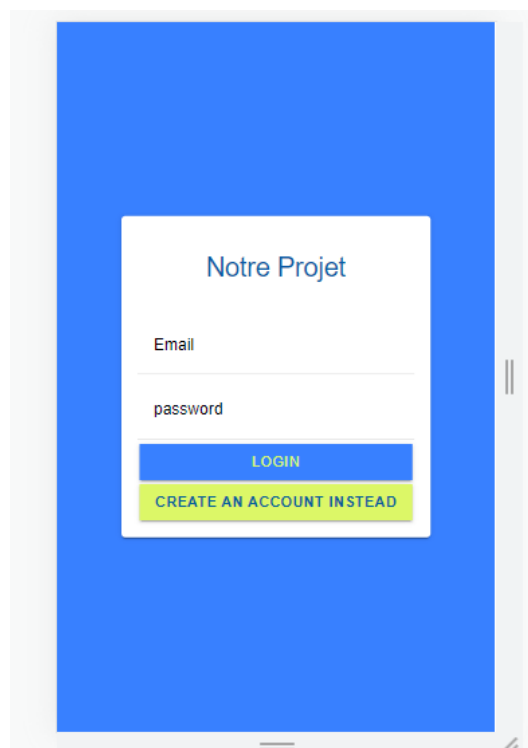 Notre Projet
Email
password
LOGIN
CREATE AN ACCOUNT INSTEAD